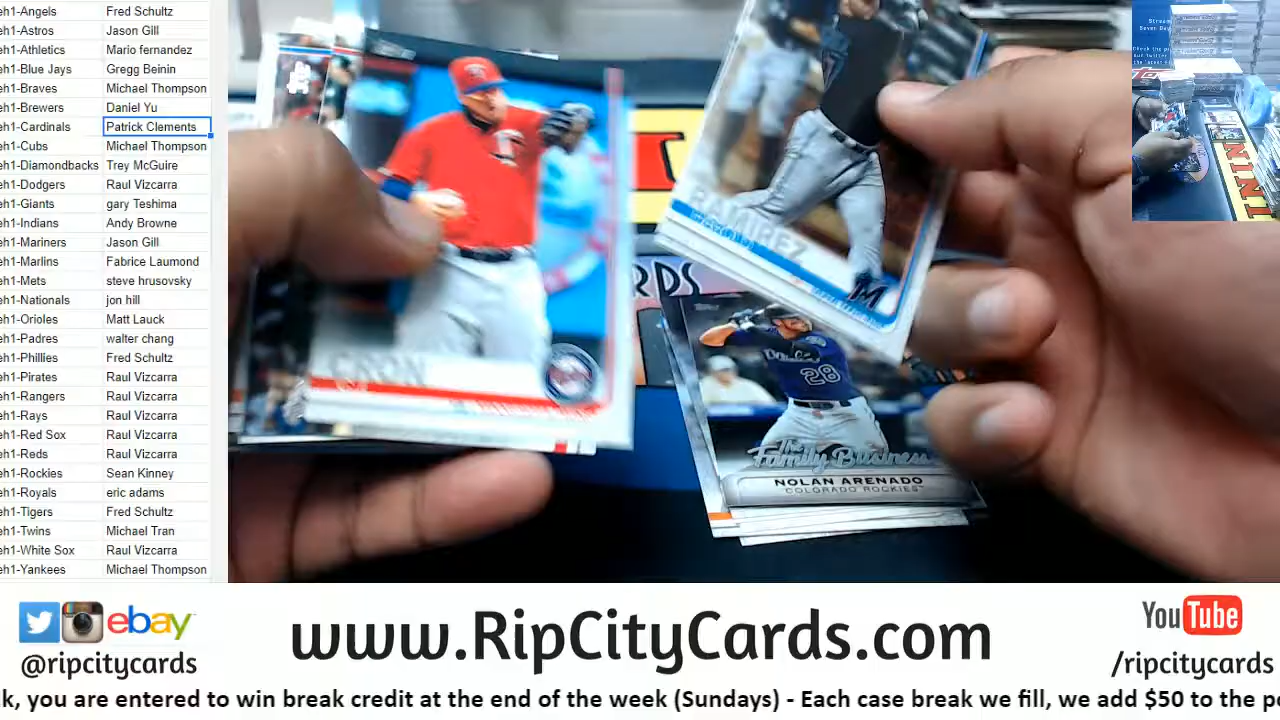 eh1-Angels Fred Schultz
eh1-Astros Jason Gill
eh1-Athletics Mario fernandez
eh1-Blue Jays Gregg Beinin
eh1-Braves Michael Thompson
eh1-Brewers Daniel Yu
eh1-Cardinals Patrick Clements
eh1-Cubs Michael Thompson
eh1-Diamondbacks Trey McGuire
eh1-Dodgers Raul Vizcarra
eh1-Giants gary Teshima
eh1-Indians Andy Browne
eh1-Mariners Jason Gill
eh1-Marlins Fabrice Laumond
eh1-Mets steve hrusovsky
eh1-Nationals jon hill
eh1-Orioles Matt Lauck
eh1-Padres walter chang
eh1-Phillies Fred Schultz
eh1-Pirates Raul Vizcarra
eh1-Rangers Raul Vizcarra
eh1-Rays Raul Vizcarra
eh1-Red Sox Raul Vizcarra
eh1-Reds Raul Vizcarra
eh1-Rockies Sean Kinney
eh1-Royals eric adams
eh1-Tigers Fred Schultz
eh1-Twins Michael Tran
eh1-White Sox Raul Vizcarra
eh1-Yankees Michael Thompson
RAMIREZ
28
The
Family Business
NOLAN ARENADO
COLORADO ROCKIES
ebay
@ripcitycards
www.RipCityCards.com
YouTube
/ripcitycards
k, you are entered to win break credit at the end of the week (Sundays) - Each case break we fill, we add $50 to the p